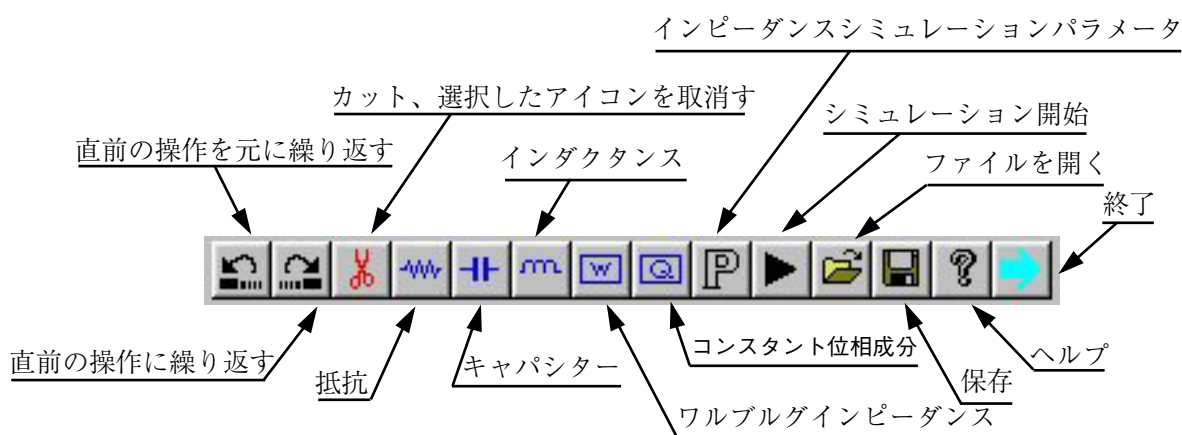 インピーダンスシミュレーションパラメータ
カット、選択したアイコンを取消す
シミュレーション開始
直前の操作を元に繰り返す
インダクタンス
ファイルを開く
終了
W
Q
P
?
直前の操作に繰り返す
抵抗
キャパシター
コンスタント位相成分
ヘルプ
保存
ワルブルグインピーダンス